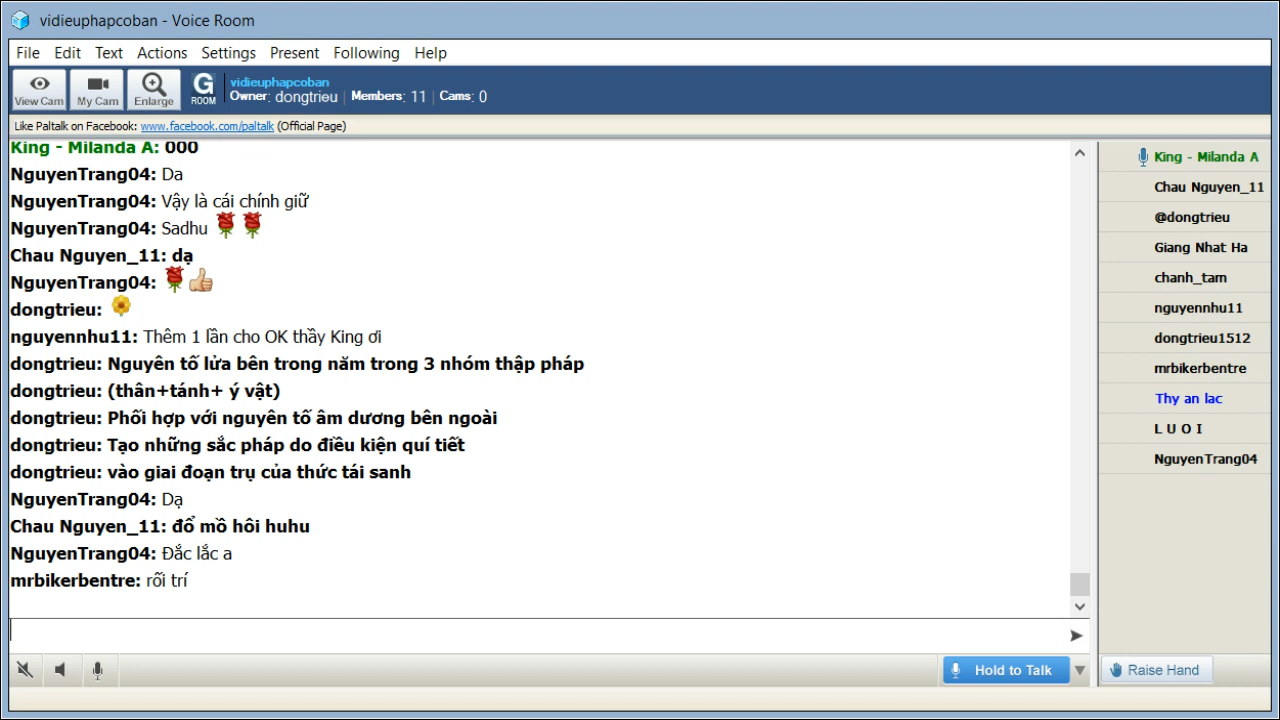 vidieuphapcoban - Voice Room
File Edit Text Actions Settings Present Following Help
View Cam My Cam Enlarge G ROOM
vidieuphapcoban
Owner: dongtrieu | Members: 11 | Cams: 0
Like Paltalk on Facebook: www.facebook.com/paltalk (Official Page)
King - Milanda A: 000
NguyenTrang04: Da
NguyenTrang04: Vậy là cái chính giữ
NguyenTrang04: Sadhu
Chau Nguyen_11: dạ
NguyenTrang04:
dongtrieu:
nguyennhu11: Thêm 1 lần cho OK thầy King ơi
dongtrieu: Nguyên tố lửa bên trong năm trong 3 nhóm thập pháp
dongtrieu: (thân+tánh+ ý vật)
dongtrieu: Phối hợp với nguyên tố âm dương bên ngoài
dongtrieu: Tạo những sắc pháp do điều kiện quí tiết
dongtrieu: vào giai đoạn trụ của thức tái sanh
NguyenTrang04: Dạ
Chau Nguyen_11: đổ mồ hôi huhu
NguyenTrang04: Đắc lắc a
mrbikerbentre: rối trí
King - Milanda A
Chau Nguyen_11
@dongtrieu
Giang Nhat Ha
chanh_tam
nguyennhu11
dongtrieu1512
mrbikerbentre
Thy an lac
L U O I
NguyenTrang04
Hold to Talk
Raise Hand